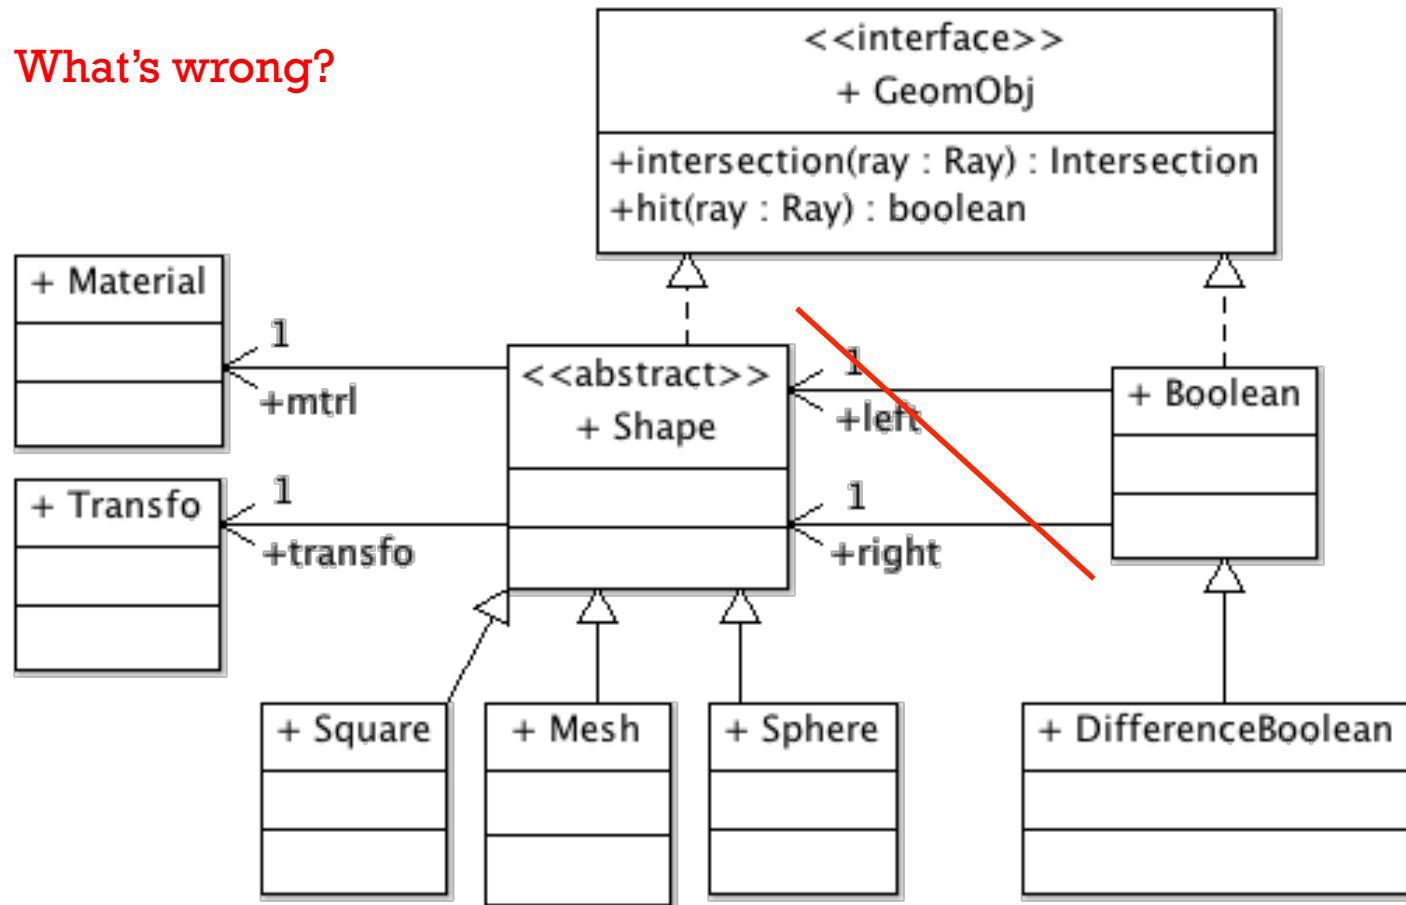 What's wrong?
<<interface>>
+ GeomObj
+intersection(ray : Ray) : Intersection
+hit(ray : Ray) : boolean
+ Material
1
+mtrl
<<abstract>>
+ Shape
1
+left
+ Boolean
+ Transfo
1
+transfo
1
+right
+ Square
+ Mesh
+ Sphere
+ DifferenceBoolean